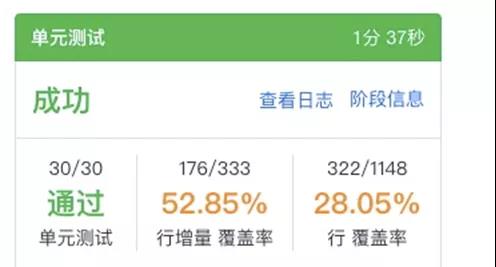 单元测试 1分 37秒
成功 查看日志 阶段信息
30/30 176/333 322/1148
通过 52.85% 28.05%
单元测试 行增量 覆盖率 行 覆盖率